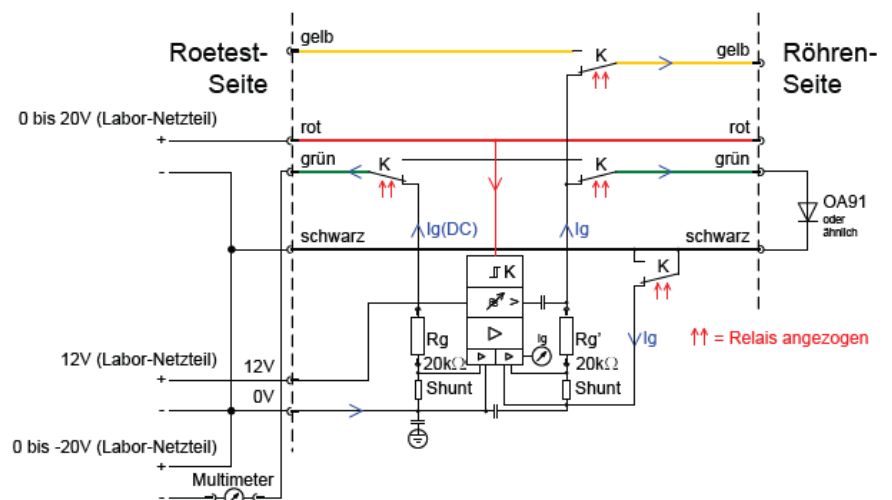 Roetest-
Seite
gelb
K
gelb
Röhren-
Seite
0 bis 20V (Labor-Netzteil)
+
-
rot
rot
grün
K
K
grün
OA91
oder
ähnlich
schwarz
Ig(DC)
Ig
schwarz
K
K
>
Rg
Ig
Rg'
Ig
= Relais angezogen
12V (Labor-Netzteil)
12V
20kΩ
20kΩ
+
-
0V
Shunt
Shunt
0 bis -20V (Labor-Netzteil)
+
-
Multimeter